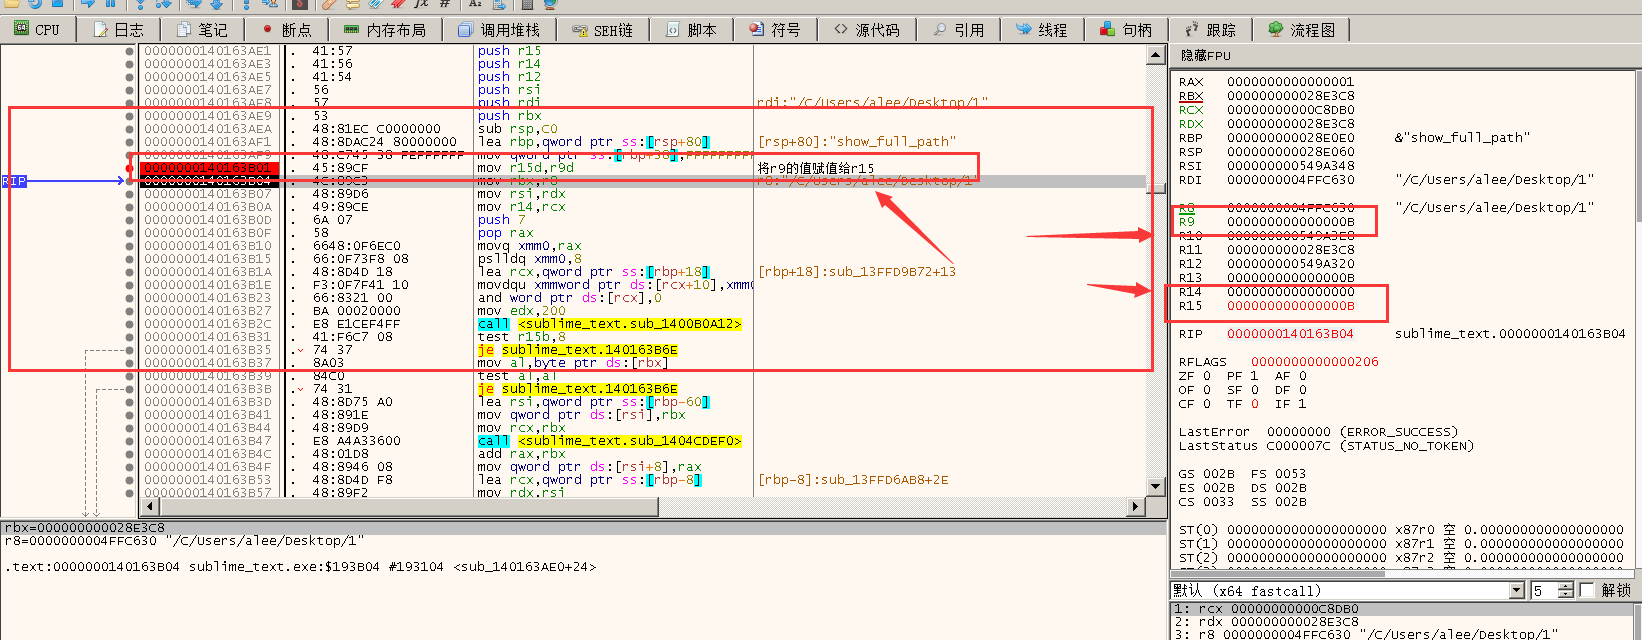 CPU 日志 笔记 断点 内存布局 调用堆栈 SEH链 脚本 符号 源代码 引用 线程 句柄 跟踪 流程图
0000000140163AE1 . 41:57 push r15
0000000140163AE3 . 41:56 push r14
0000000140163AE5 . 41:54 push r12
0000000140163AE7 . 56 push rsi
0000000140163AE8 . 57 push rdi rdi:"/C/Users/alee/Desktop/1"
0000000140163AE9 . 53 push rbx
0000000140163AEA . 48:81EC C0000000 sub rsp,C0
0000000140163AF1 . 48:8DAC24 80000000 lea rbp,qword ptr ss:[rsp+80] [rsp+80]:"show_full_path"
0000000140163AF9 . 48:C745 38 FEFFFFFF mov qword ptr ss:[rbp+38],FFFFFFFFF
0000000140163B01 . 45:89CF mov r15d,r9d 将r9的值赋值给r15
RIP 0000000140163B04 . 4C:89C3 mov rbx,r8 r8:"/C/Users/alee/Desktop/1"
0000000140163B07 . 48:89D6 mov rsi,rdx
0000000140163B0A . 49:89CE mov r14,rcx
0000000140163B0D . 6A 07 push 7
0000000140163B0F . 58 pop rax
0000000140163B10 . 6648:0F6EC0 movq xmm0,rax
0000000140163B15 . 66:0F73F8 08 pslldq xmm0,8
0000000140163B1A . 48:8D4D 18 lea rcx,qword ptr ss:[rbp+18] [rbp+18]:sub_13FFD9B72+13
0000000140163B1E . F3:0F7F41 10 movdqu xmmword ptr ds:[rcx+10],xmm0
0000000140163B23 . 66:8321 00 and word ptr ds:[rcx],0
0000000140163B27 . BA 00020000 mov edx,200
0000000140163B2C . E8 E1CEF4FF call <sublime_text.sub_1400B0A12>
0000000140163B31 . 41:F6C7 08 test r15b,8
0000000140163B35 . 74 37 je sublime_text.140163B6E
0000000140163B37 . 8A03 mov al,byte ptr ds:[rbx]
0000000140163B39 . 84C0 test al,al
0000000140163B3B . 74 31 je sublime_text.140163B6E
0000000140163B3D . 48:8D75 A0 lea rsi,qword ptr ss:[rbp-60]
0000000140163B41 . 48:891E mov qword ptr ds:[rsi],rbx
0000000140163B44 . 48:89D9 mov rcx,rbx
0000000140163B47 . E8 A4A33600 call <sublime_text.sub_1404CDEF0>
0000000140163B4C . 48:01D8 add rax,rbx
0000000140163B4F . 48:8946 08 mov qword ptr ds:[rsi+8],rax
0000000140163B53 . 48:8D4D F8 lea rcx,qword ptr ss:[rbp-8] [rbp-8]:sub_13FFD6AB8+2E
0000000140163B57 . 48:89F2 mov rdx,rsi
rbx=000000000028E3C8
r8=0000000004FFC630 "/C/Users/alee/Desktop/1"
.text:0000000140163B04 sublime_text.exe:$193B04 #193104 <sub_140163AE0+24>
隐藏FPU
RAX 0000000000000001
RBX 000000000028E3C8
RCX 00000000000C8DB0
RDX 000000000028E3C8
RBP 000000000028E0E0 &"show_full_path"
RSP 000000000028E060
RSI 000000000549A348
RDI 0000000004FFC630 "/C/Users/alee/Desktop/1"
R8 0000000004FFC630 "/C/Users/alee/Desktop/1"
R9 000000000000000B
R10 000000000549A3E8
R11 000000000028E3C8
R12 000000000549A320
R13 000000000000000B
R14 0000000000000000
R15 000000000000000B
RIP 0000000140163B04 sublime_text.0000000140163B04
RFLAGS 0000000000000206
ZF 0 PF 1 AF 0
OF 0 SF 0 DF 0
CF 0 TF 0 IF 1
LastError 00000000 (ERROR_SUCCESS)
LastStatus C000007C (STATUS_NO_TOKEN)
GS 002B FS 0053
ES 002B DS 002B
CS 0033 SS 002B
ST(0) 00000000000000000000 x87r0 空 0.000000000000000000
ST(1) 00000000000000000000 x87r1 空 0.000000000000000000
ST(2) 00000000000000000000 x87r2 空 0.000000000000000000
默认 (x64 fastcall) 5 解锁
1: rcx 00000000000C8DB0
2: rdx 000000000028E3C8
3: r8 0000000004FFC630 "/C/Users/alee/Desktop/1"